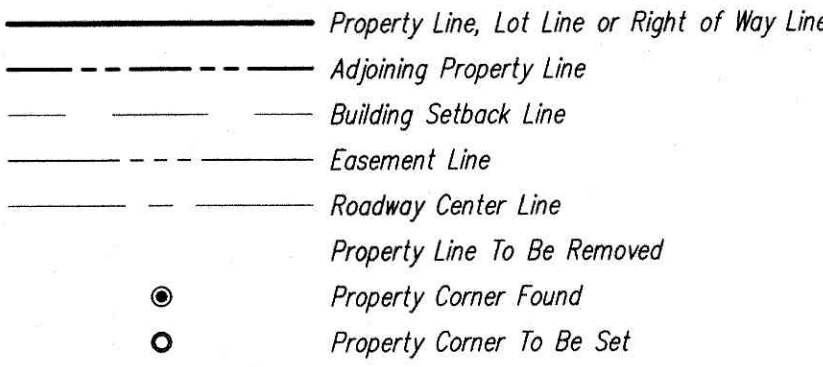 Property Line, Lot Line or Right of Way Line
Adjoining Property Line
Building Setback Line
Easement Line
Roadway Center Line
Property Line To Be Removed
Property Corner Found
Property Corner To Be Set